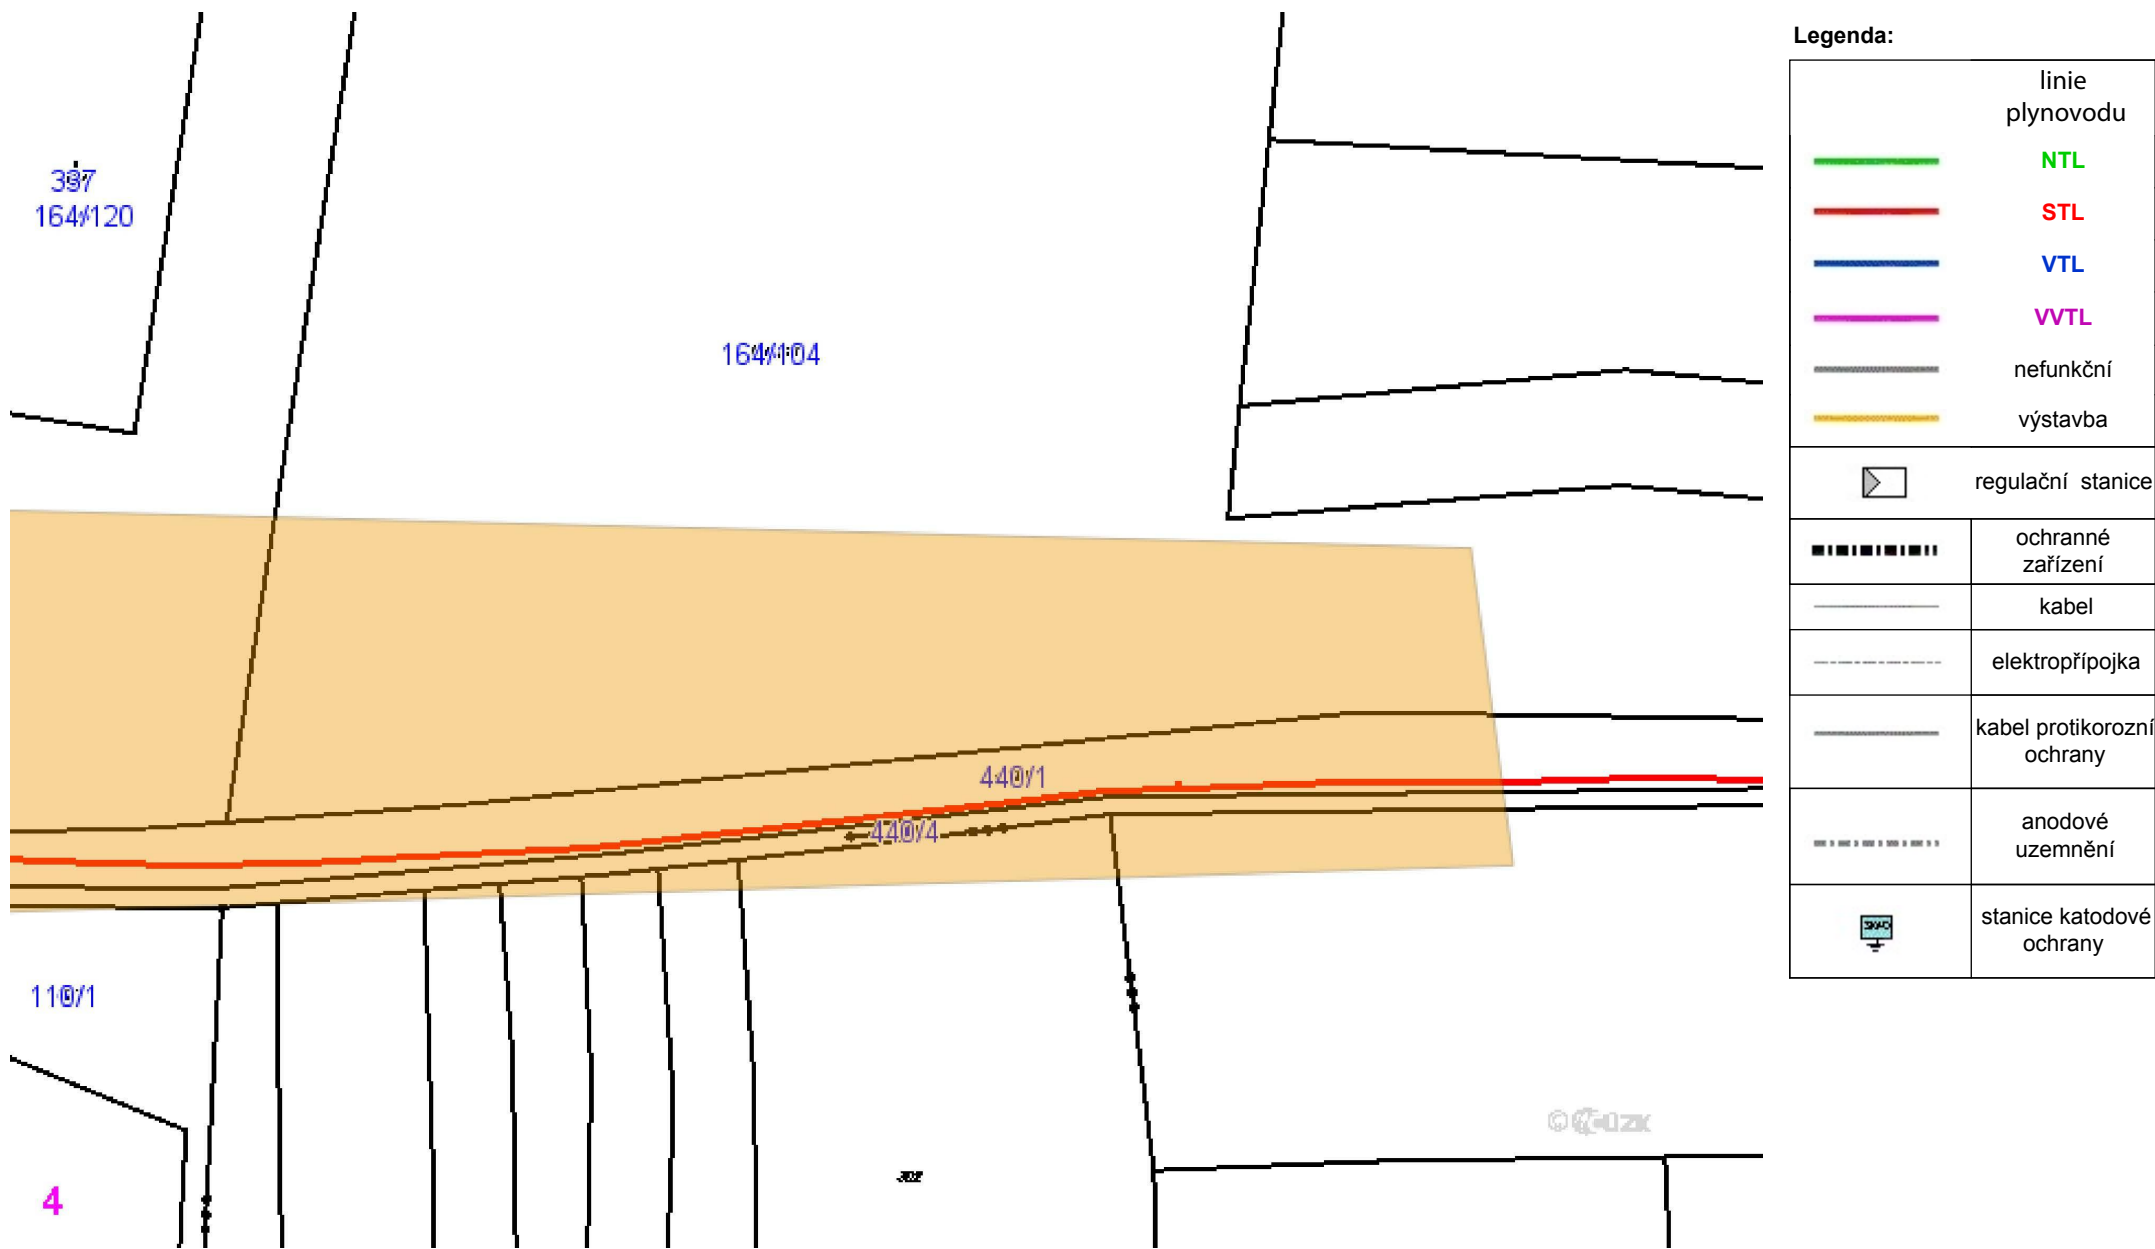 Legenda:
linie
plynovodu
NTL
STL
VTL
VVTL
nefunkční
výstavba
regulační stanice
ochranné
zařízení
kabel
elektropřípojka
kabel protikorozní
ochrany
anodové
uzemnění
stanice katodové
ochrany
164/120
164/104
440/1
440/4
110/1
4